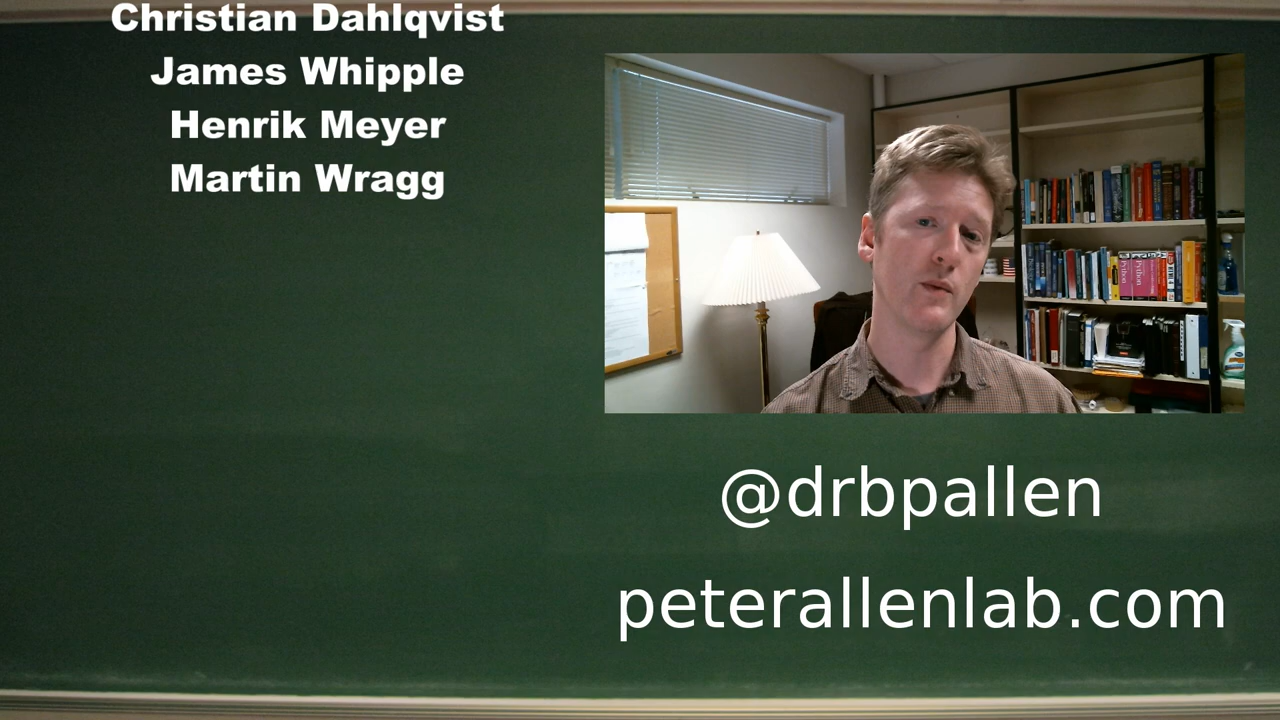 Christian Dahlqvist
James Whipple
Henrik Meyer
Martin Wragg
@drbpallen
peterallenlab.com